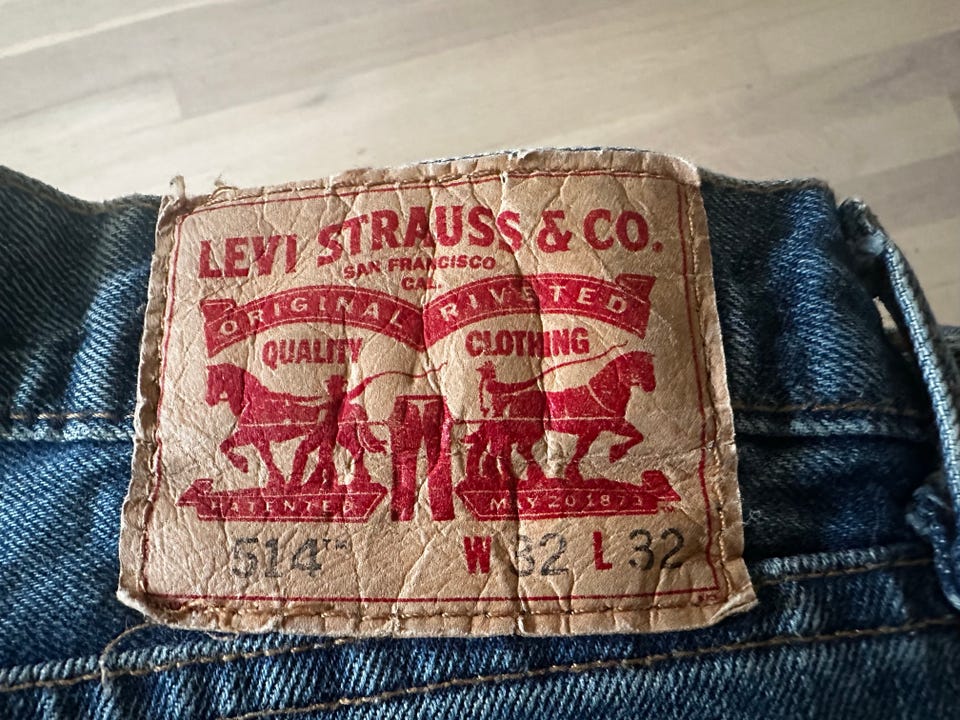 LEVI STRAUSS & CO.
SAN FRANCISCO
CAL.
ORIGINAL RIVETED
QUALITY CLOTHING
PATENTED MAY 20 1873
514™ W 32 L 32